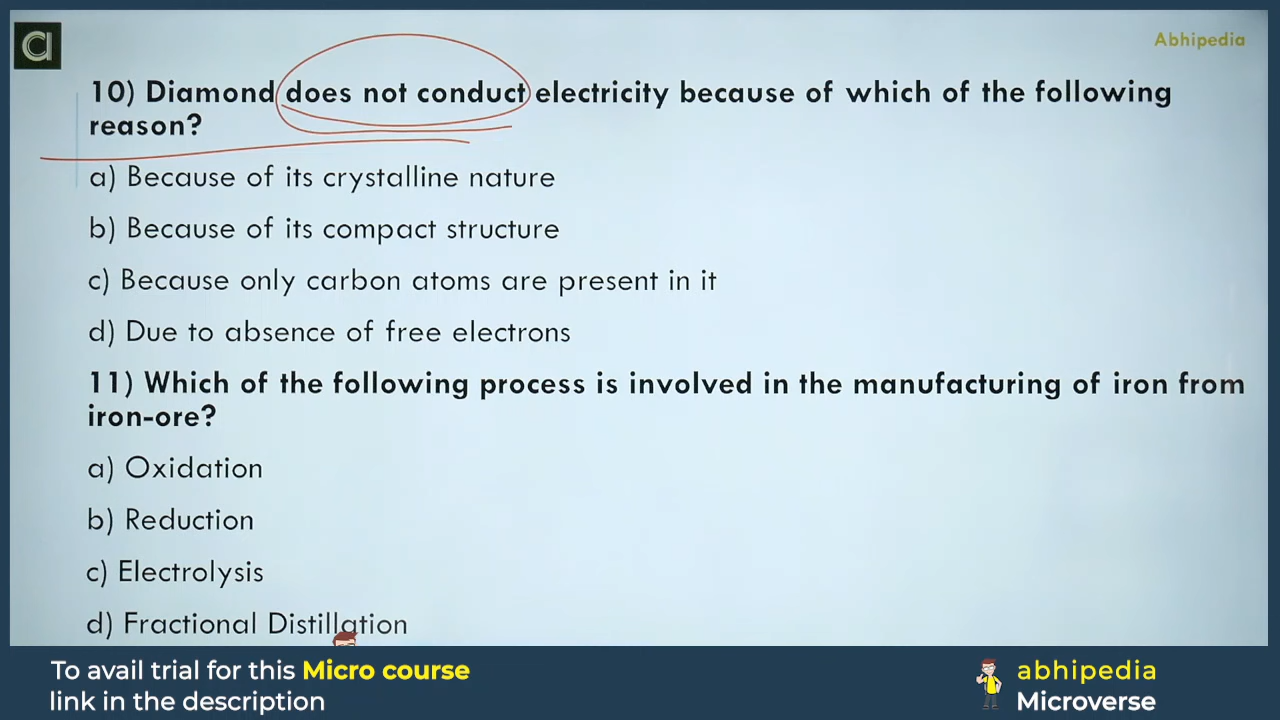 a
Abhipedia
10) Diamond does not conduct electricity because of which of the following
reason?
a) Because of its crystalline nature
b) Because of its compact structure
c) Because only carbon atoms are present in it
d) Due to absence of free electrons
11) Which of the following process is involved in the manufacturing of iron from
iron-ore?
a) Oxidation
b) Reduction
c) Electrolysis
d) Fractional Distillation
To avail trial for this Micro course
link in the description
abhipedia
Microverse